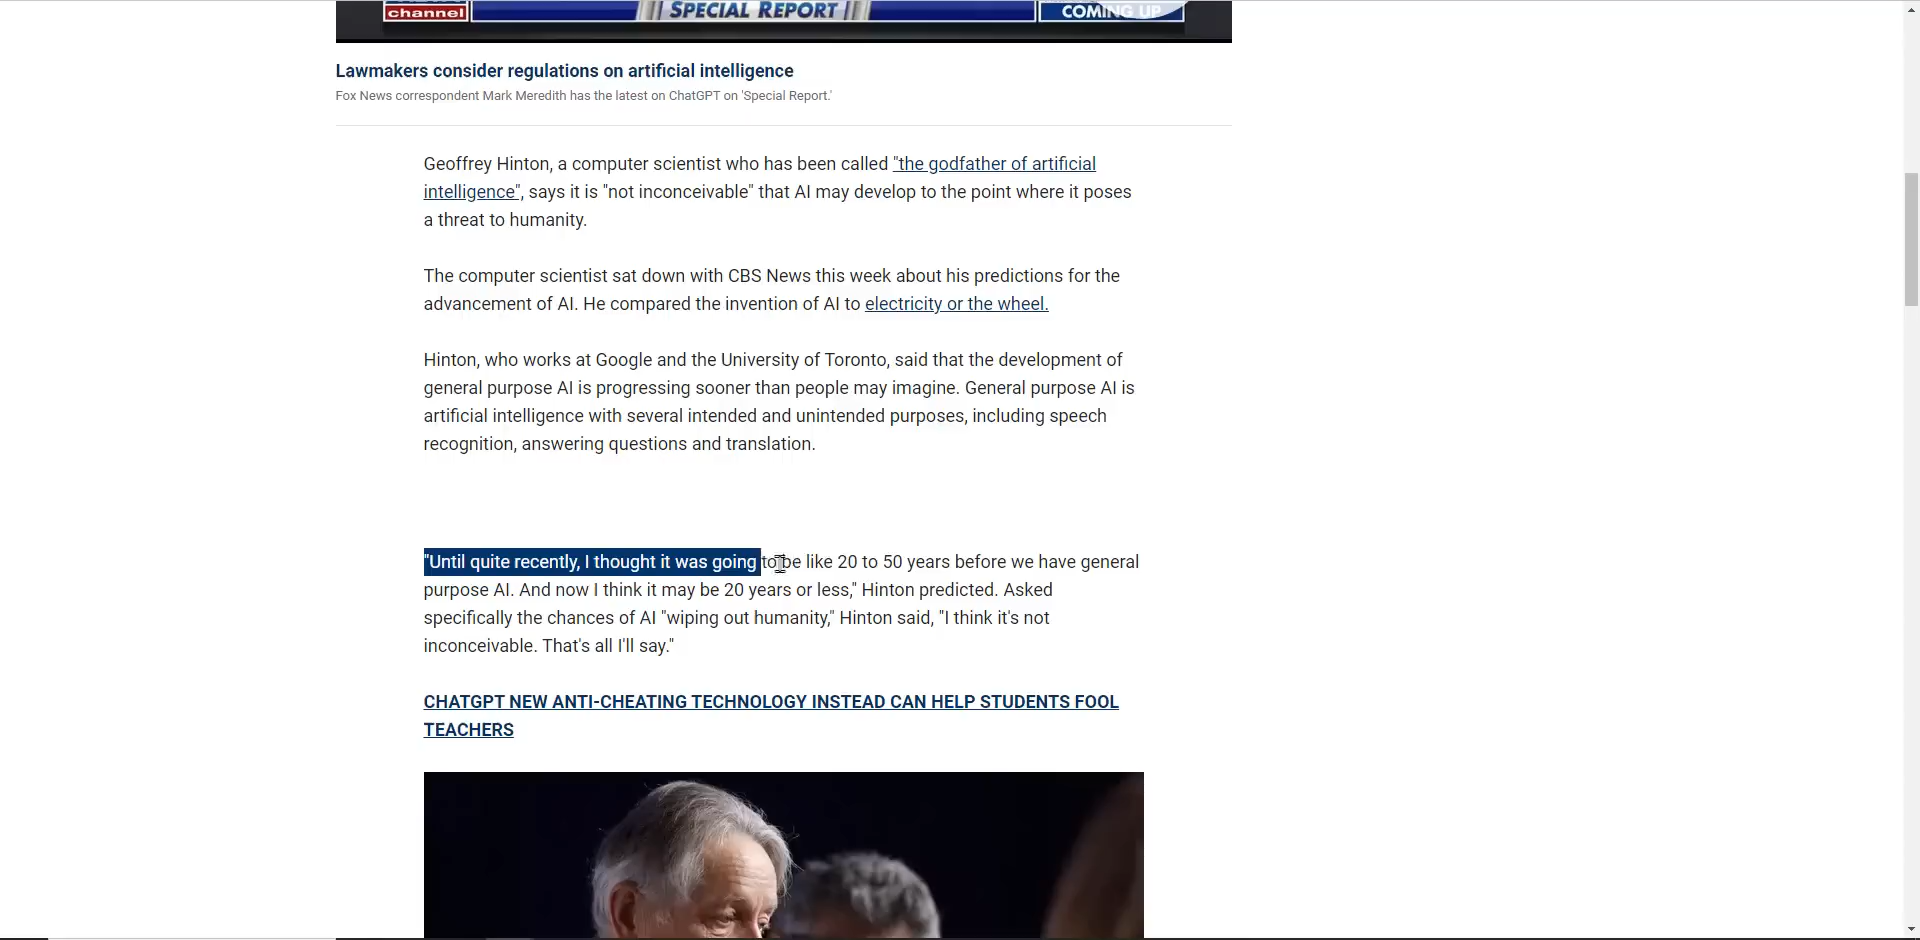 channel
SPECIAL REPORT
COMING UP
Lawmakers consider regulations on artificial intelligence
Fox News correspondent Mark Meredith has the latest on ChatGPT on 'Special Report.'
Geoffrey Hinton, a computer scientist who has been called "the godfather of artificial
intelligence", says it is "not inconceivable" that AI may develop to the point where it poses
a threat to humanity.
The computer scientist sat down with CBS News this week about his predictions for the
advancement of AI. He compared the invention of AI to electricity or the wheel.
Hinton, who works at Google and the University of Toronto, said that the development of
general purpose AI is progressing sooner than people may imagine. General purpose AI is
artificial intelligence with several intended and unintended purposes, including speech
recognition, answering questions and translation.
"Until quite recently, I thought it was going to be like 20 to 50 years before we have general
purpose AI. And now I think it may be 20 years or less," Hinton predicted. Asked
specifically the chances of AI "wiping out humanity," Hinton said, "I think it's not
inconceivable. That's all I'll say."
CHATGPT NEW ANTI-CHEATING TECHNOLOGY INSTEAD CAN HELP STUDENTS FOOL
TEACHERS